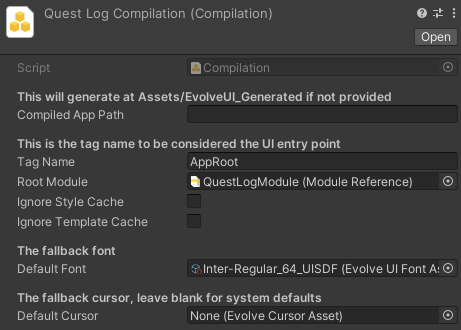 Quest Log Compilation (Compilation)
Open
Script Compilation
This will generate at Assets/EvolveUI_Generated if not provided
Compiled App Path
This is the tag name to be considered the UI entry point
Tag Name AppRoot
Root Module QuestLogModule (Module Reference)
Ignore Style Cache
Ignore Template Cache
The fallback font
Default Font Inter-Regular_64_UISDF (Evolve UI Font As
The fallback cursor, leave blank for system defaults
Default Cursor None (Evolve Cursor Asset)